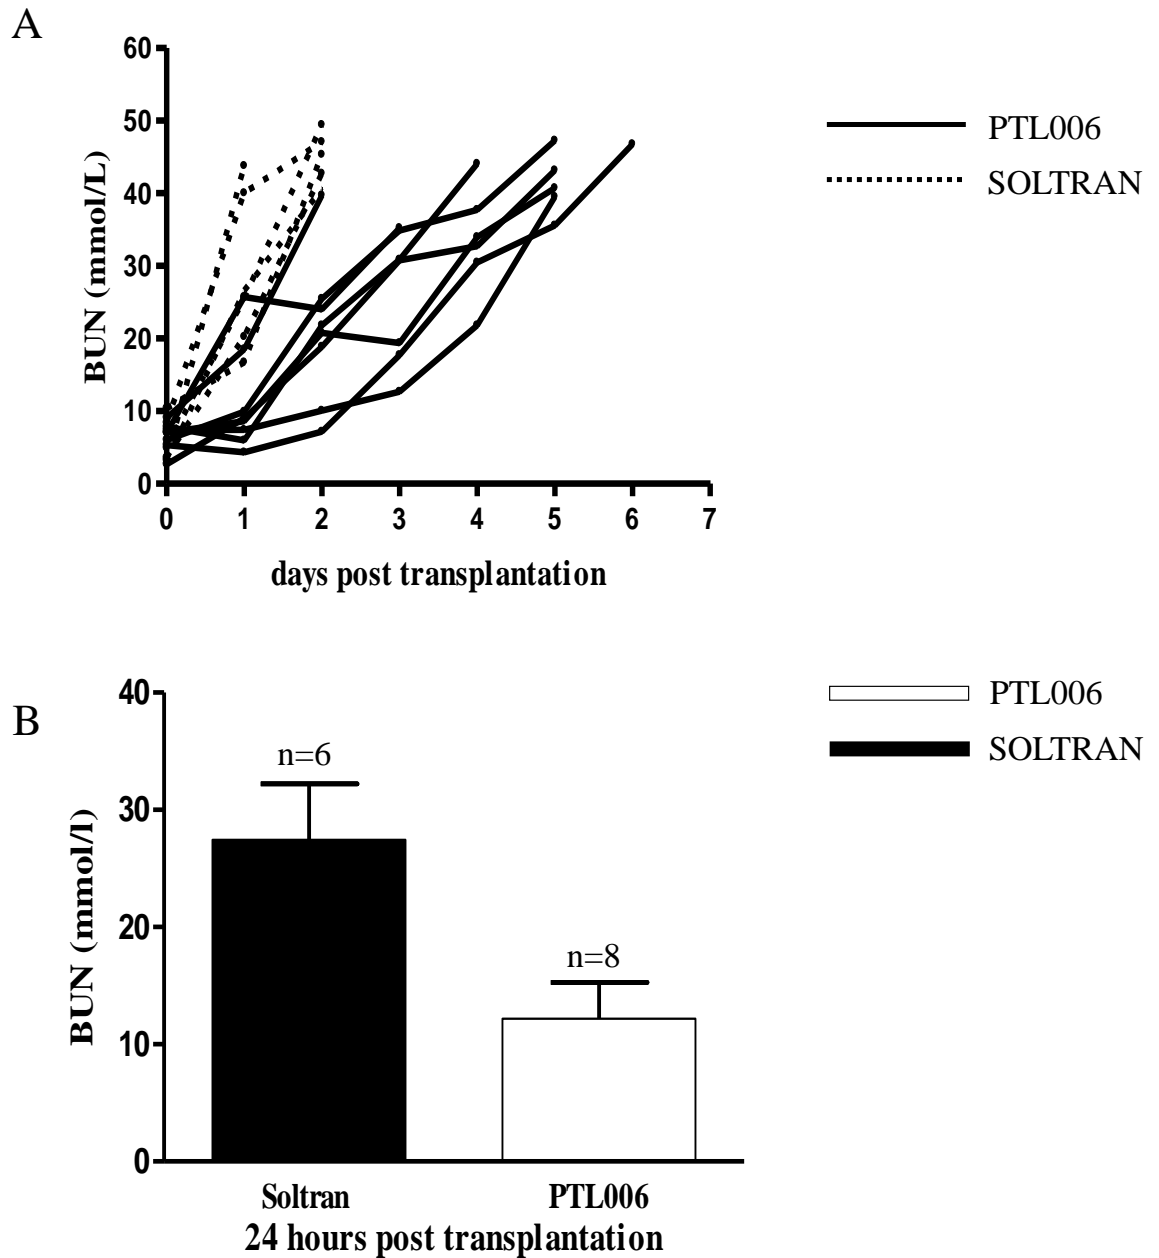 A
60
50
40
30
20
10
0
BUN (mmol/L)
0 1 2 3 4 5 6 7
days post transplantation
PTL006
SOLTRAN
B
40
30
20
10
0
BUN (mmol/l)
n=6
n=8
Soltran PTL006
24 hours post transplantation
PTL006
SOLTRAN